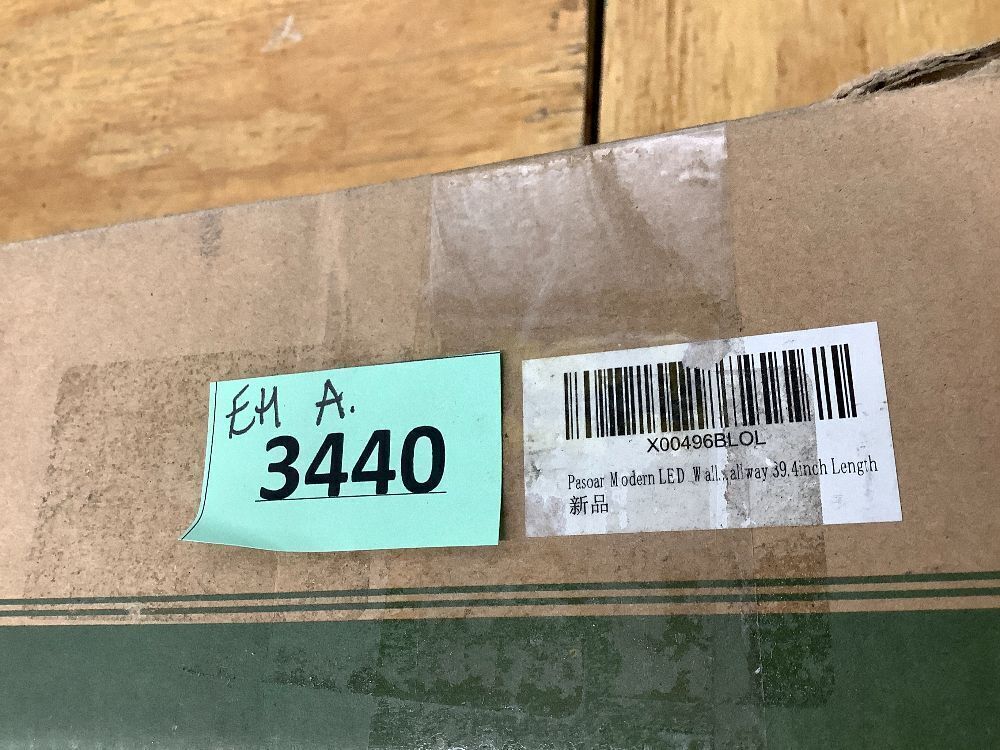 EH A.
3440
X00496BLOL
Pasoar Modern LED Wall...allway 39.4inch Length
新品